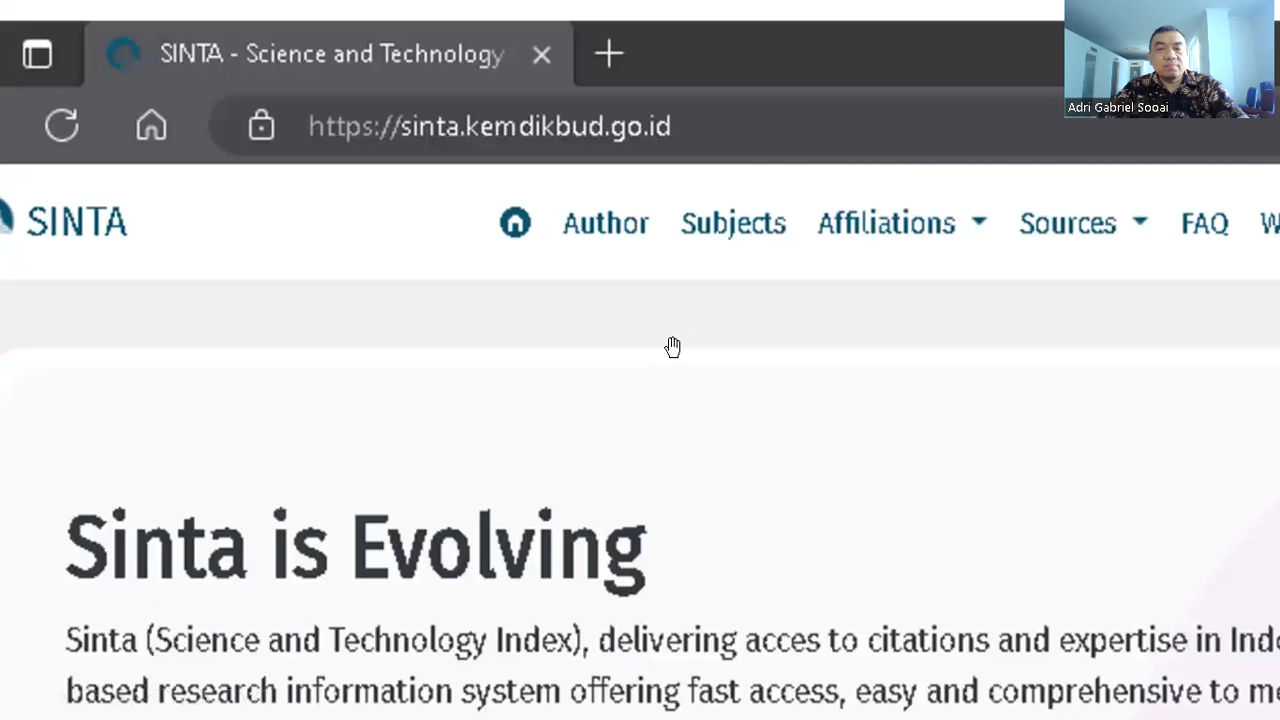 SINTA - Science and Technology
https://sinta.kemdikbud.go.id
Adri Gabriel Sooai
SINTA
Author Subjects Affiliations Sources FAQ
Sinta is Evolving
Sinta (Science and Technology Index), delivering acces to citations and expertise in
based research information system offering fast access, easy and comprehensive to